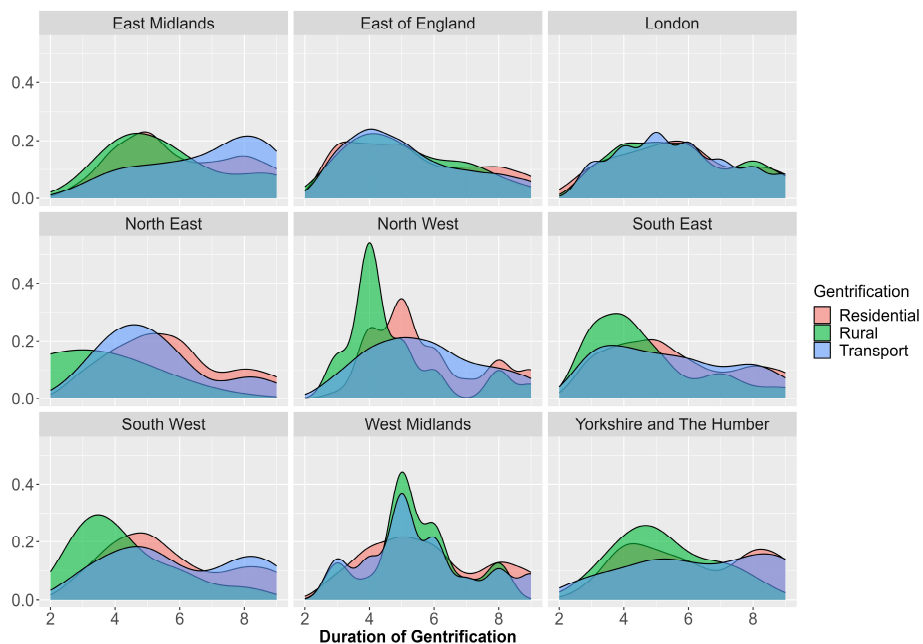 East Midlands East of England London
0.4
0.2
0.0
North East North West South East
0.4
0.2
0.0
Gentrification
Residential
Rural
Transport
South West West Midlands Yorkshire and The Humber
0.4
0.2
0.0
2 4 6 8 2 4 6 8 2 4 6 8
Duration of Gentrification